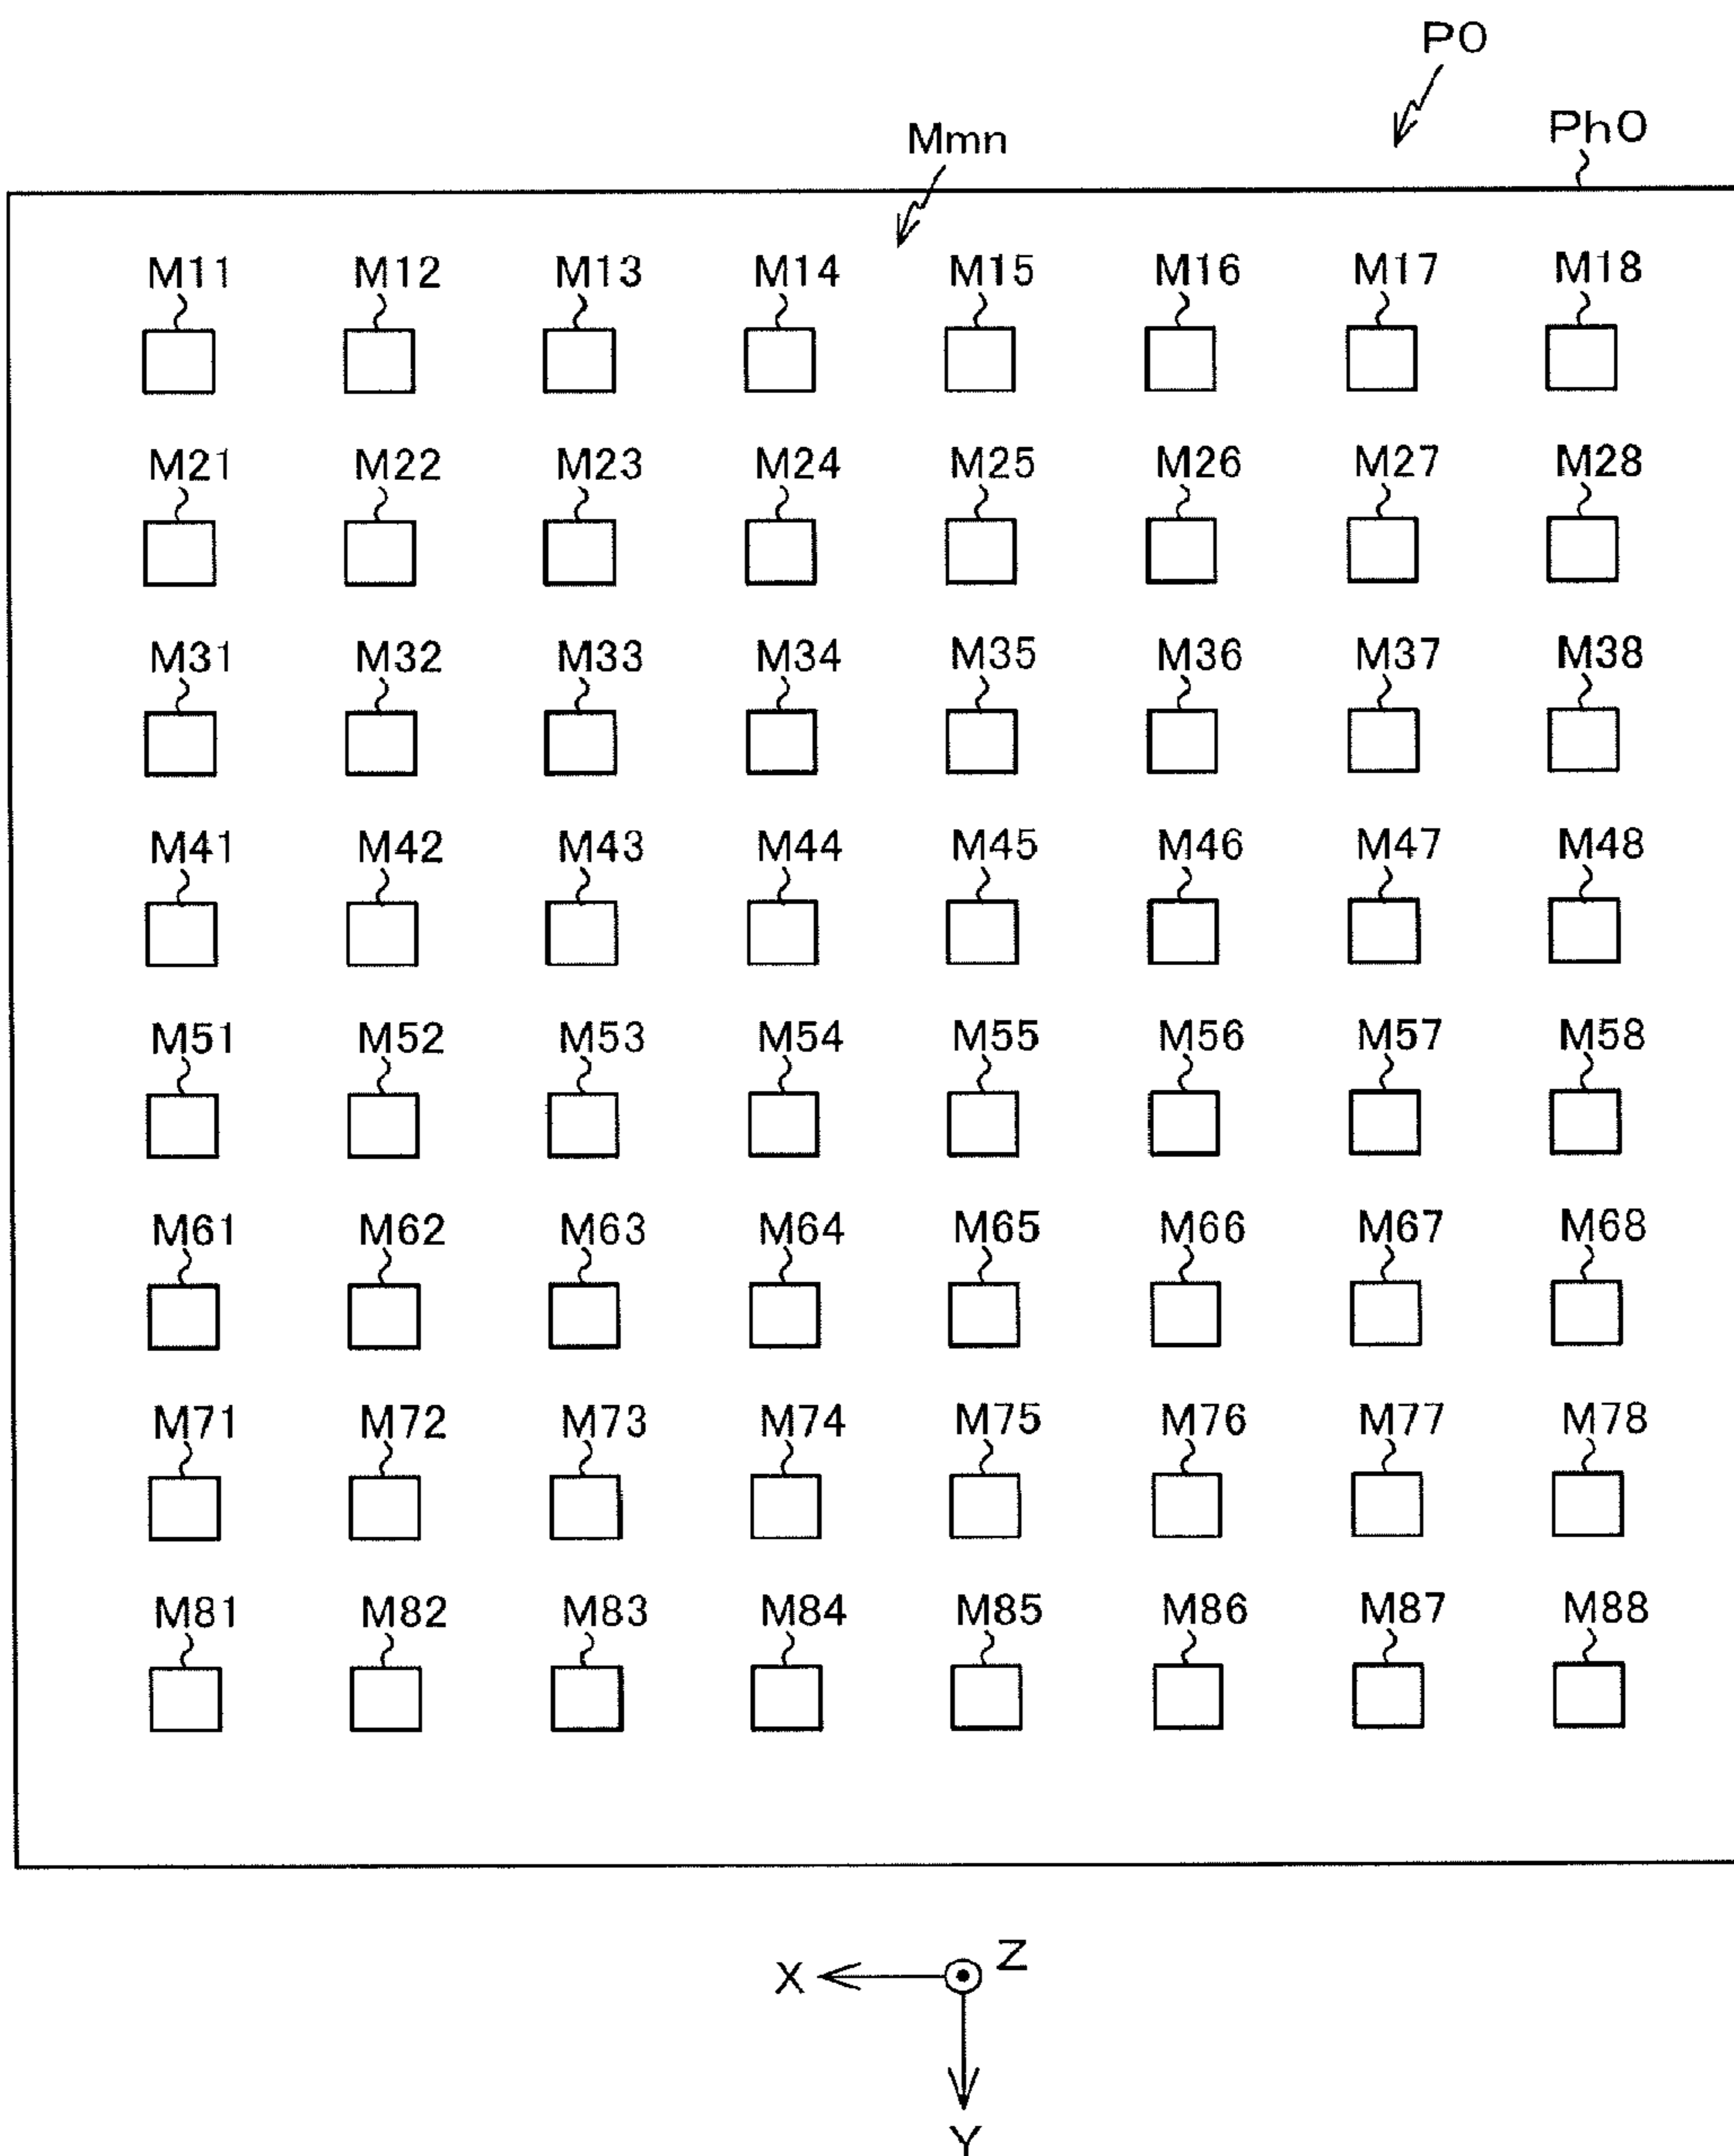 P0
Ph0
Mmn
M11 M12 M13 M14 M15 M16 M17 M18
M21 M22 M23 M24 M25 M26 M27 M28
M31 M32 M33 M34 M35 M36 M37 M38
M41 M42 M43 M44 M45 M46 M47 M48
M51 M52 M53 M54 M55 M56 M57 M58
M61 M62 M63 M64 M65 M66 M67 M68
M71 M72 M73 M74 M75 M76 M77 M78
M81 M82 M83 M84 M85 M86 M87 M88
X Z
Y